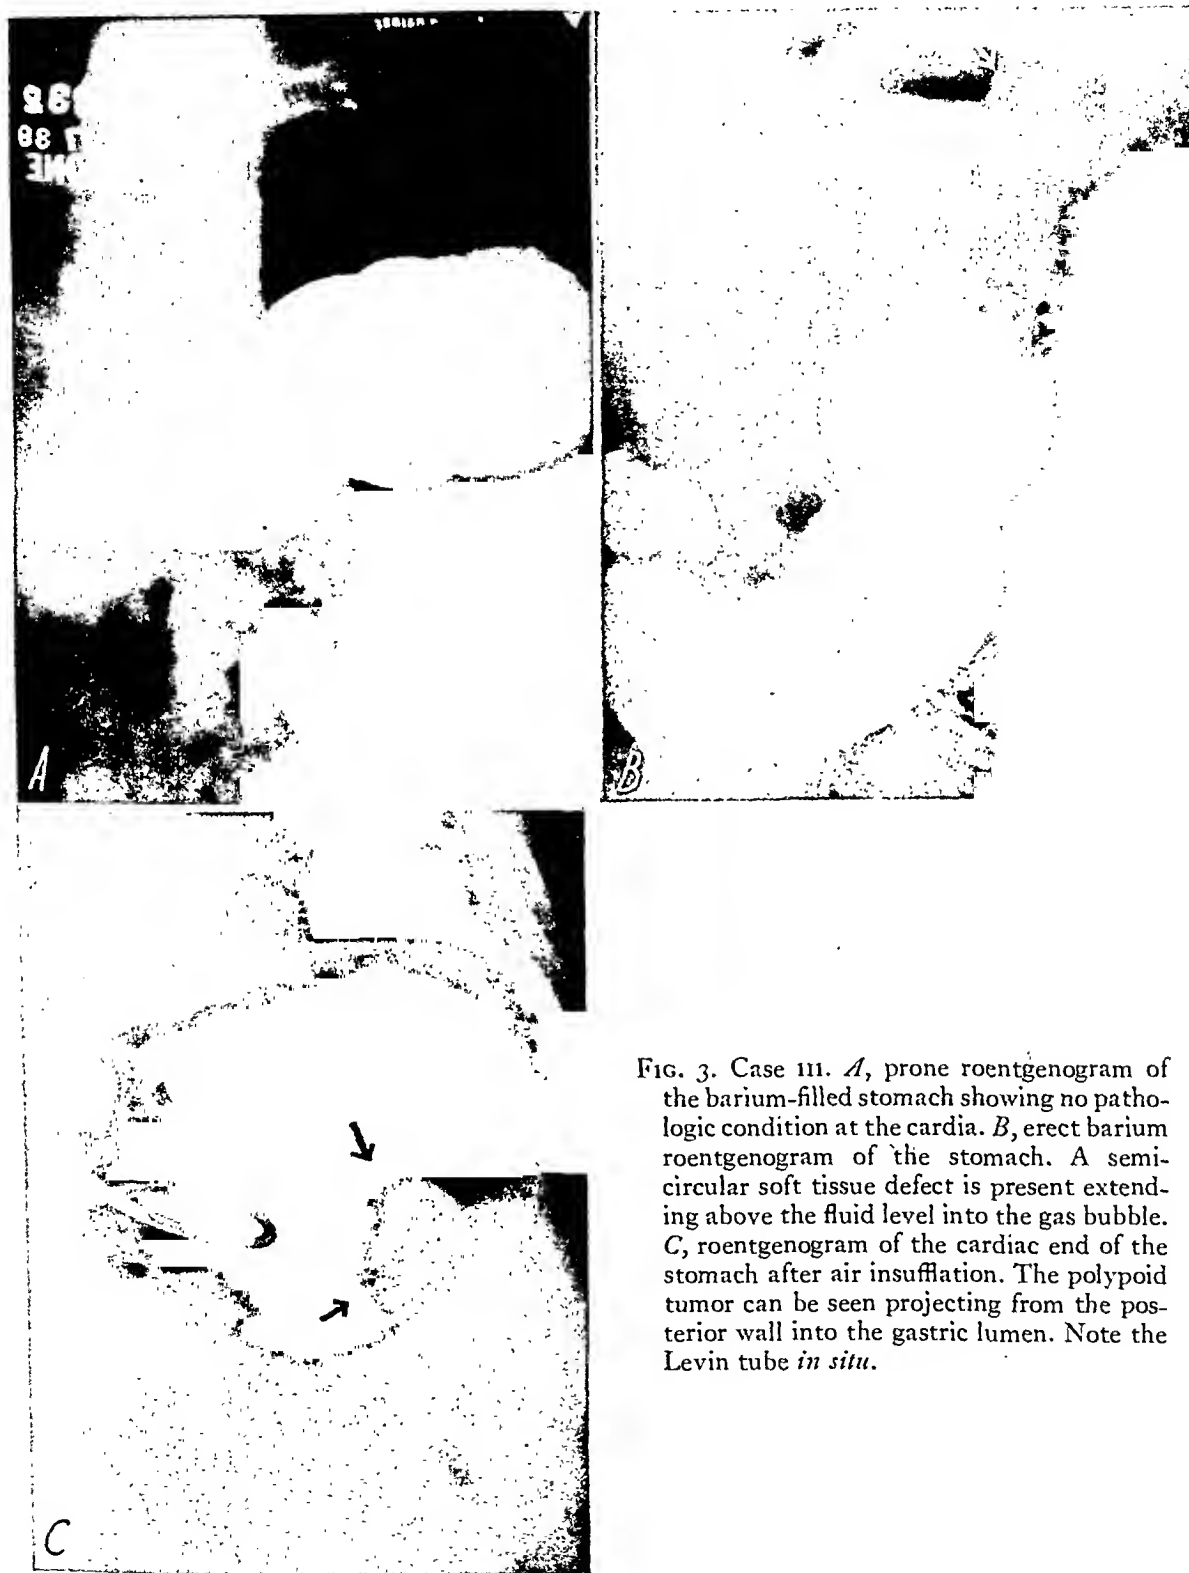 A
B
C
FIG. 3. Case III. A, prone roentgenogram of
the barium-filled stomach showing no patho-
logic condition at the cardia. B, erect barium
roentgenogram of the stomach. A semi-
circular soft tissue defect is present extend-
ing above the fluid level into the gas bubble.
C, roentgenogram of the cardiac end of the
stomach after air insufflation. The polypoid
tumor can be seen projecting from the pos-
terior wall into the gastric lumen. Note the
Levin tube in situ.